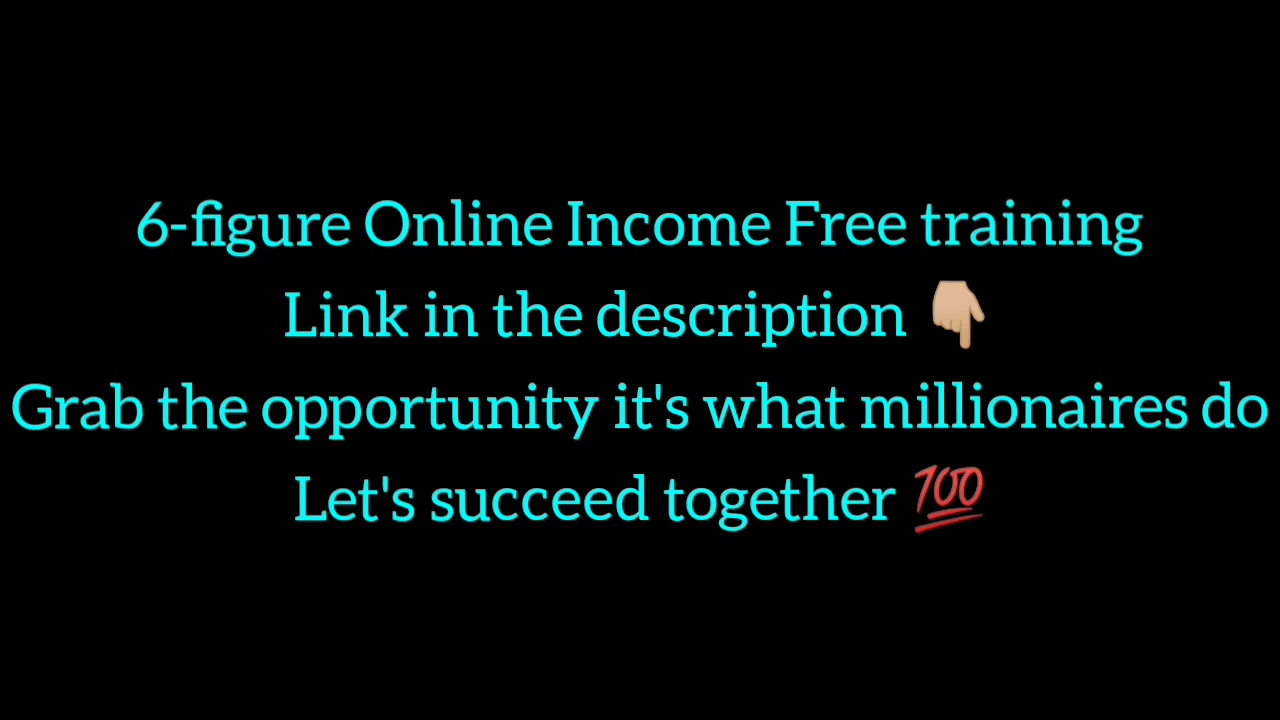 6-figure Online Income Free training
Link in the description 👇🏼
Grab the opportunity it's what millionaires do
Let's succeed together 💯